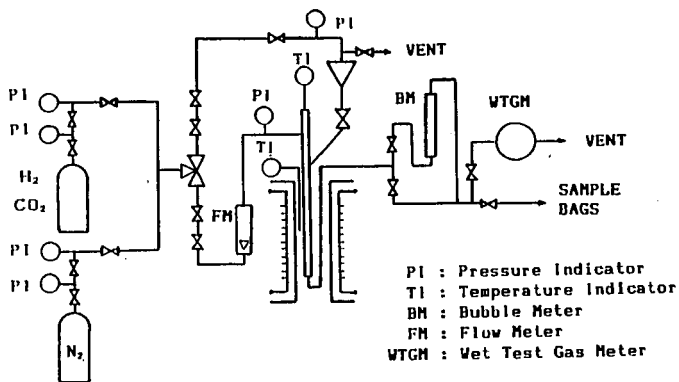 PI
VENT
TI
PI
PI
PI
TI
BM
WTGM
VENT
H₂
CO₂
FM
SAMPLE
BAGS
PI
PI
N₂
PI : Pressure Indicator
TI : Temperature Indicator
BM : Bubble Meter
FM : Flow Meter
WTGM : Wet Test Gas Meter